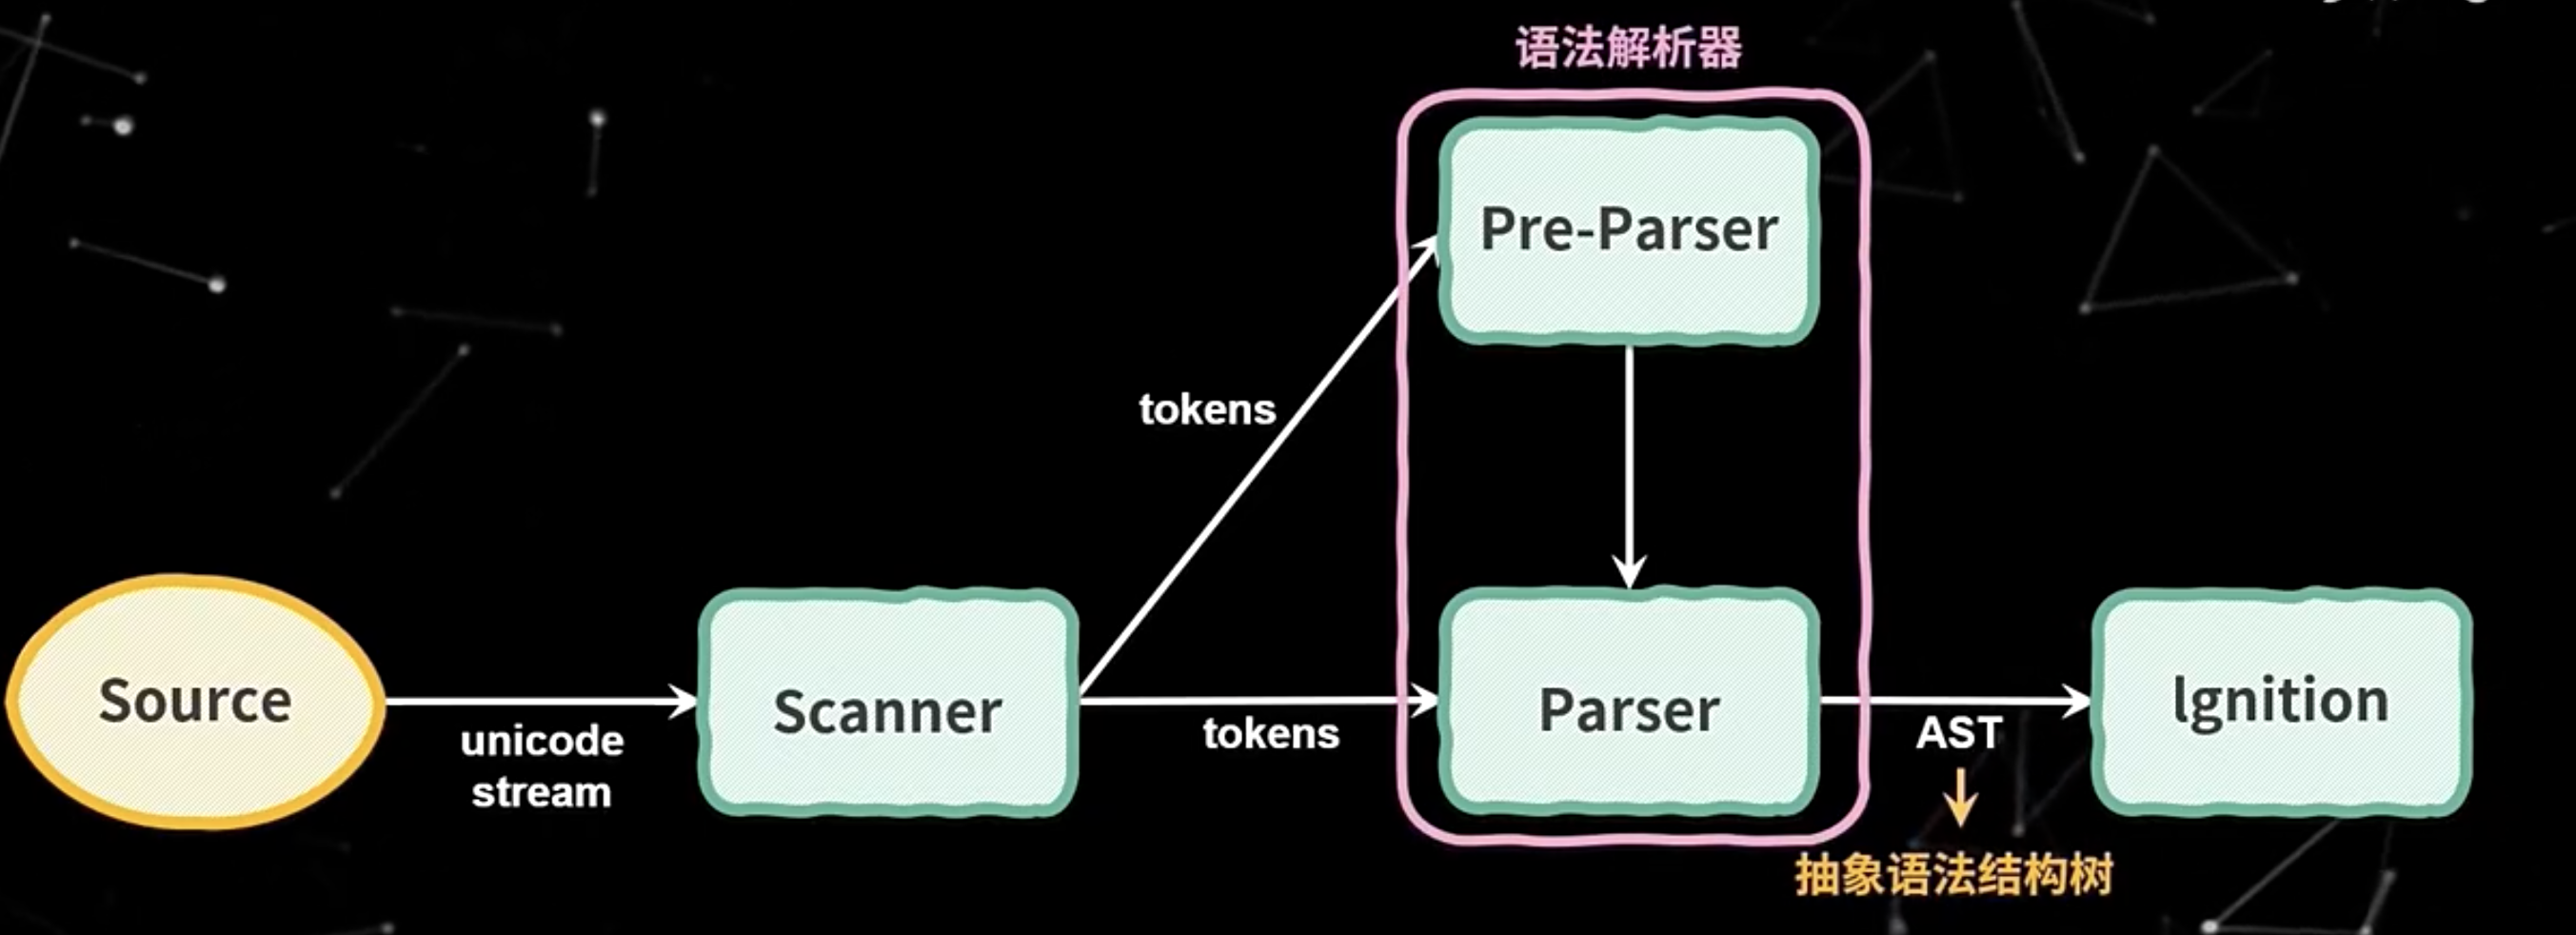 语法解析器
Pre-Parser
tokens
Source
unicode
stream
Scanner
tokens
Parser
AST
Ignition
抽象语法结构树